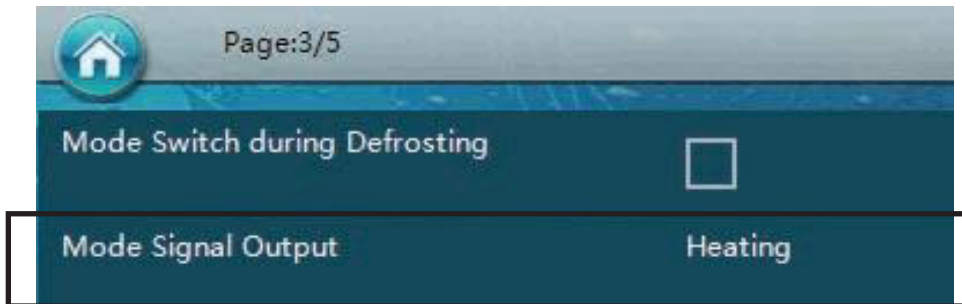 Page:3/5
Mode Switch during Defrosting
Mode Signal Output Heating